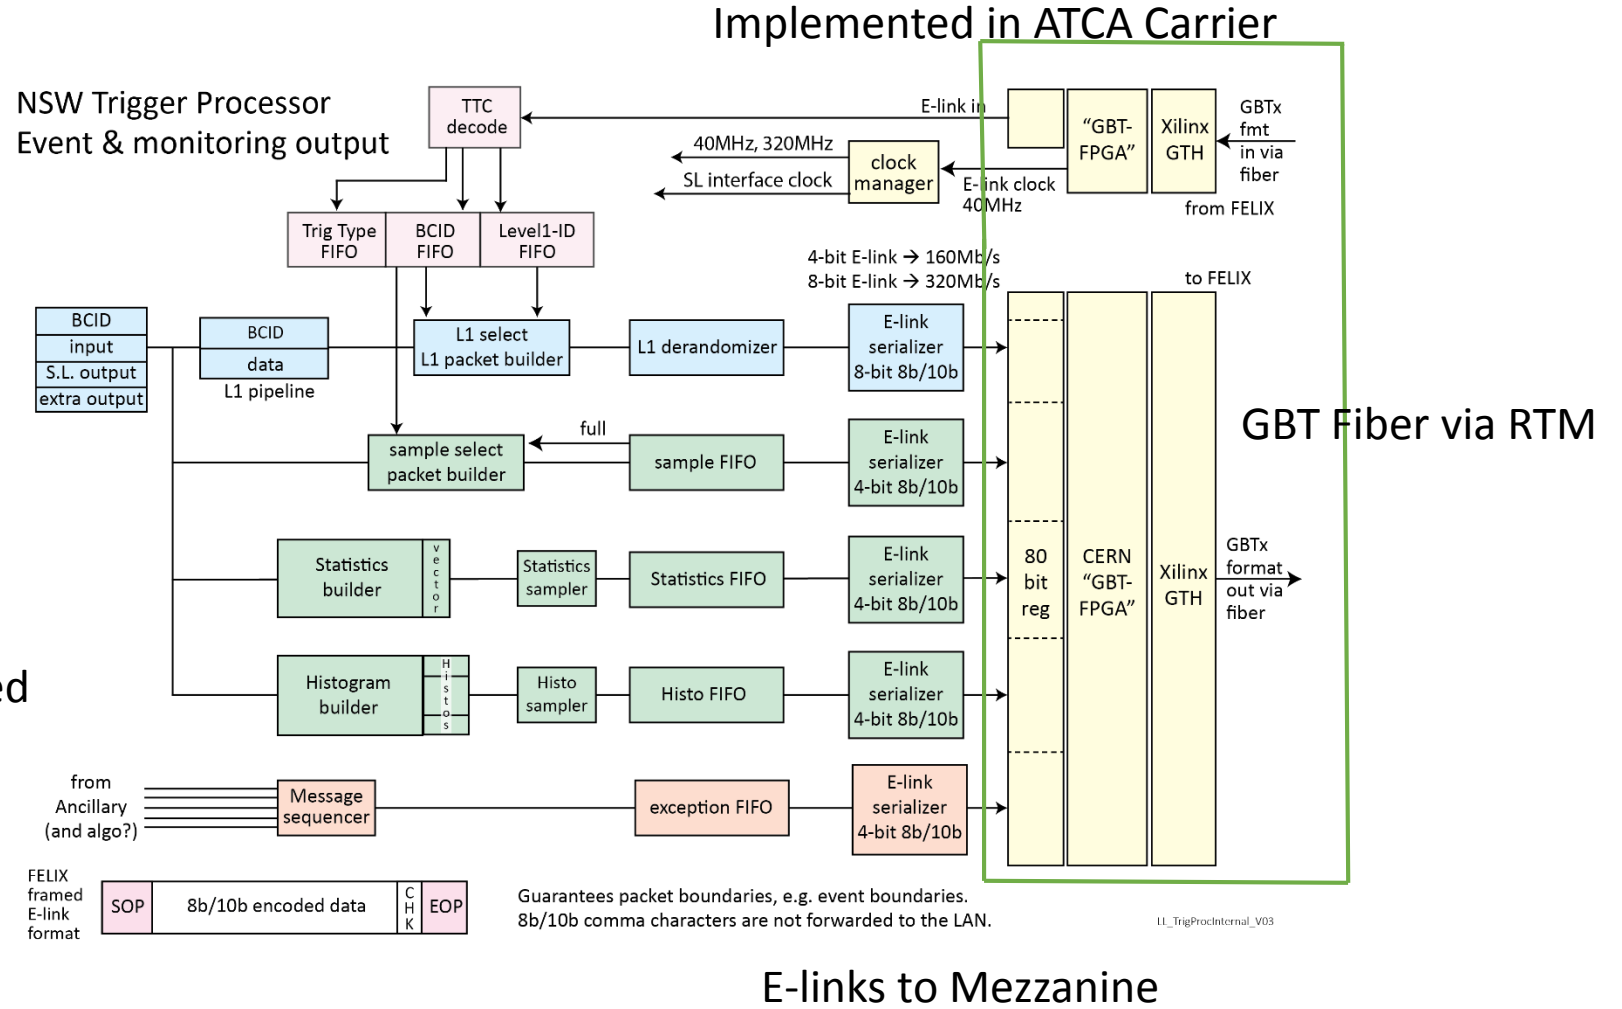 Implemented in ATCA Carrier
NSW Trigger Processor
Event & monitoring output
TTC
decode
E-link in
"GBT-
FPGA"
Xilinx
GTH
GBTx
fmt
in via
fiber
from FELIX
40MHz, 320MHz
SL interface clock
clock
manager
E-link clock
40MHz
Trig Type
FIFO
BCID
FIFO
Level1-ID
FIFO
4-bit E-link → 160Mb/s
8-bit E-link → 320Mb/s
to FELIX
BCID
input
S.L. output
extra output
BCID
data
L1 pipeline
L1 select
L1 packet builder
L1 derandomizer
E-link
serializer
8-bit 8b/10b
GBT Fiber via RTM
sample select
packet builder
full
sample FIFO
E-link
serializer
4-bit 8b/10b
Statistics
builder
vector
Statistics
sampler
Statistics FIFO
E-link
serializer
4-bit 8b/10b
80
bit
reg
CERN
"GBT-
FPGA"
Xilinx
GTH
GBTx
format
out via
fiber
ed
Histogram
builder
Histos
Histo
sampler
Histo FIFO
E-link
serializer
4-bit 8b/10b
from
Ancillary
(and algo?)
Message
sequencer
exception FIFO
E-link
serializer
4-bit 8b/10b
FELIX
framed
E-link
format
SOP
8b/10b encoded data
CHK
EOP
Guarantees packet boundaries, e.g. event boundaries.
8b/10b comma characters are not forwarded to the LAN.
LL_TrigProcInternal_V03
E-links to Mezzanine